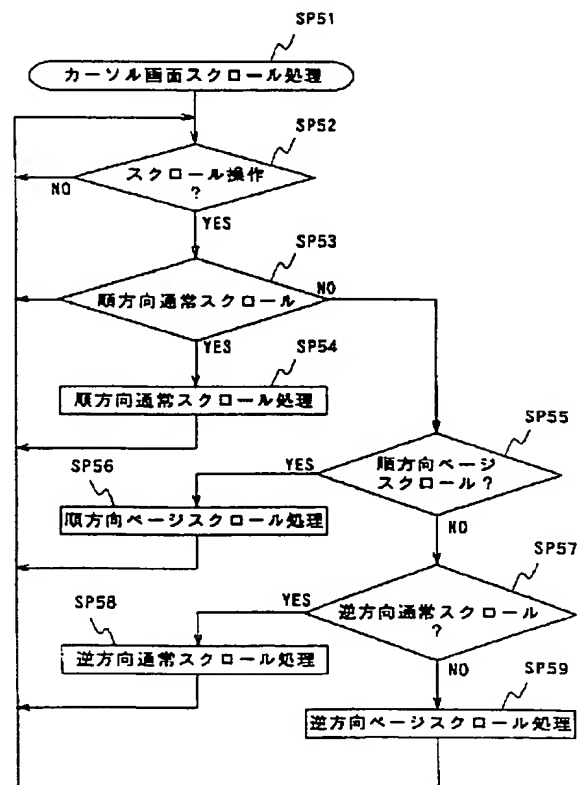 SP51
カーソル画面スクロール処理
SP52
スクロール操作
?
NO
YES
SP53
順方向通常スクロール
NO
YES
SP54
順方向通常スクロール処理
SP55
順方向ページ
スクロール?
YES
SP56
順方向ページスクロール処理
NO
SP57
逆方向通常スクロール
?
YES
SP58
逆方向通常スクロール処理
NO
SP59
逆方向ページスクロール処理